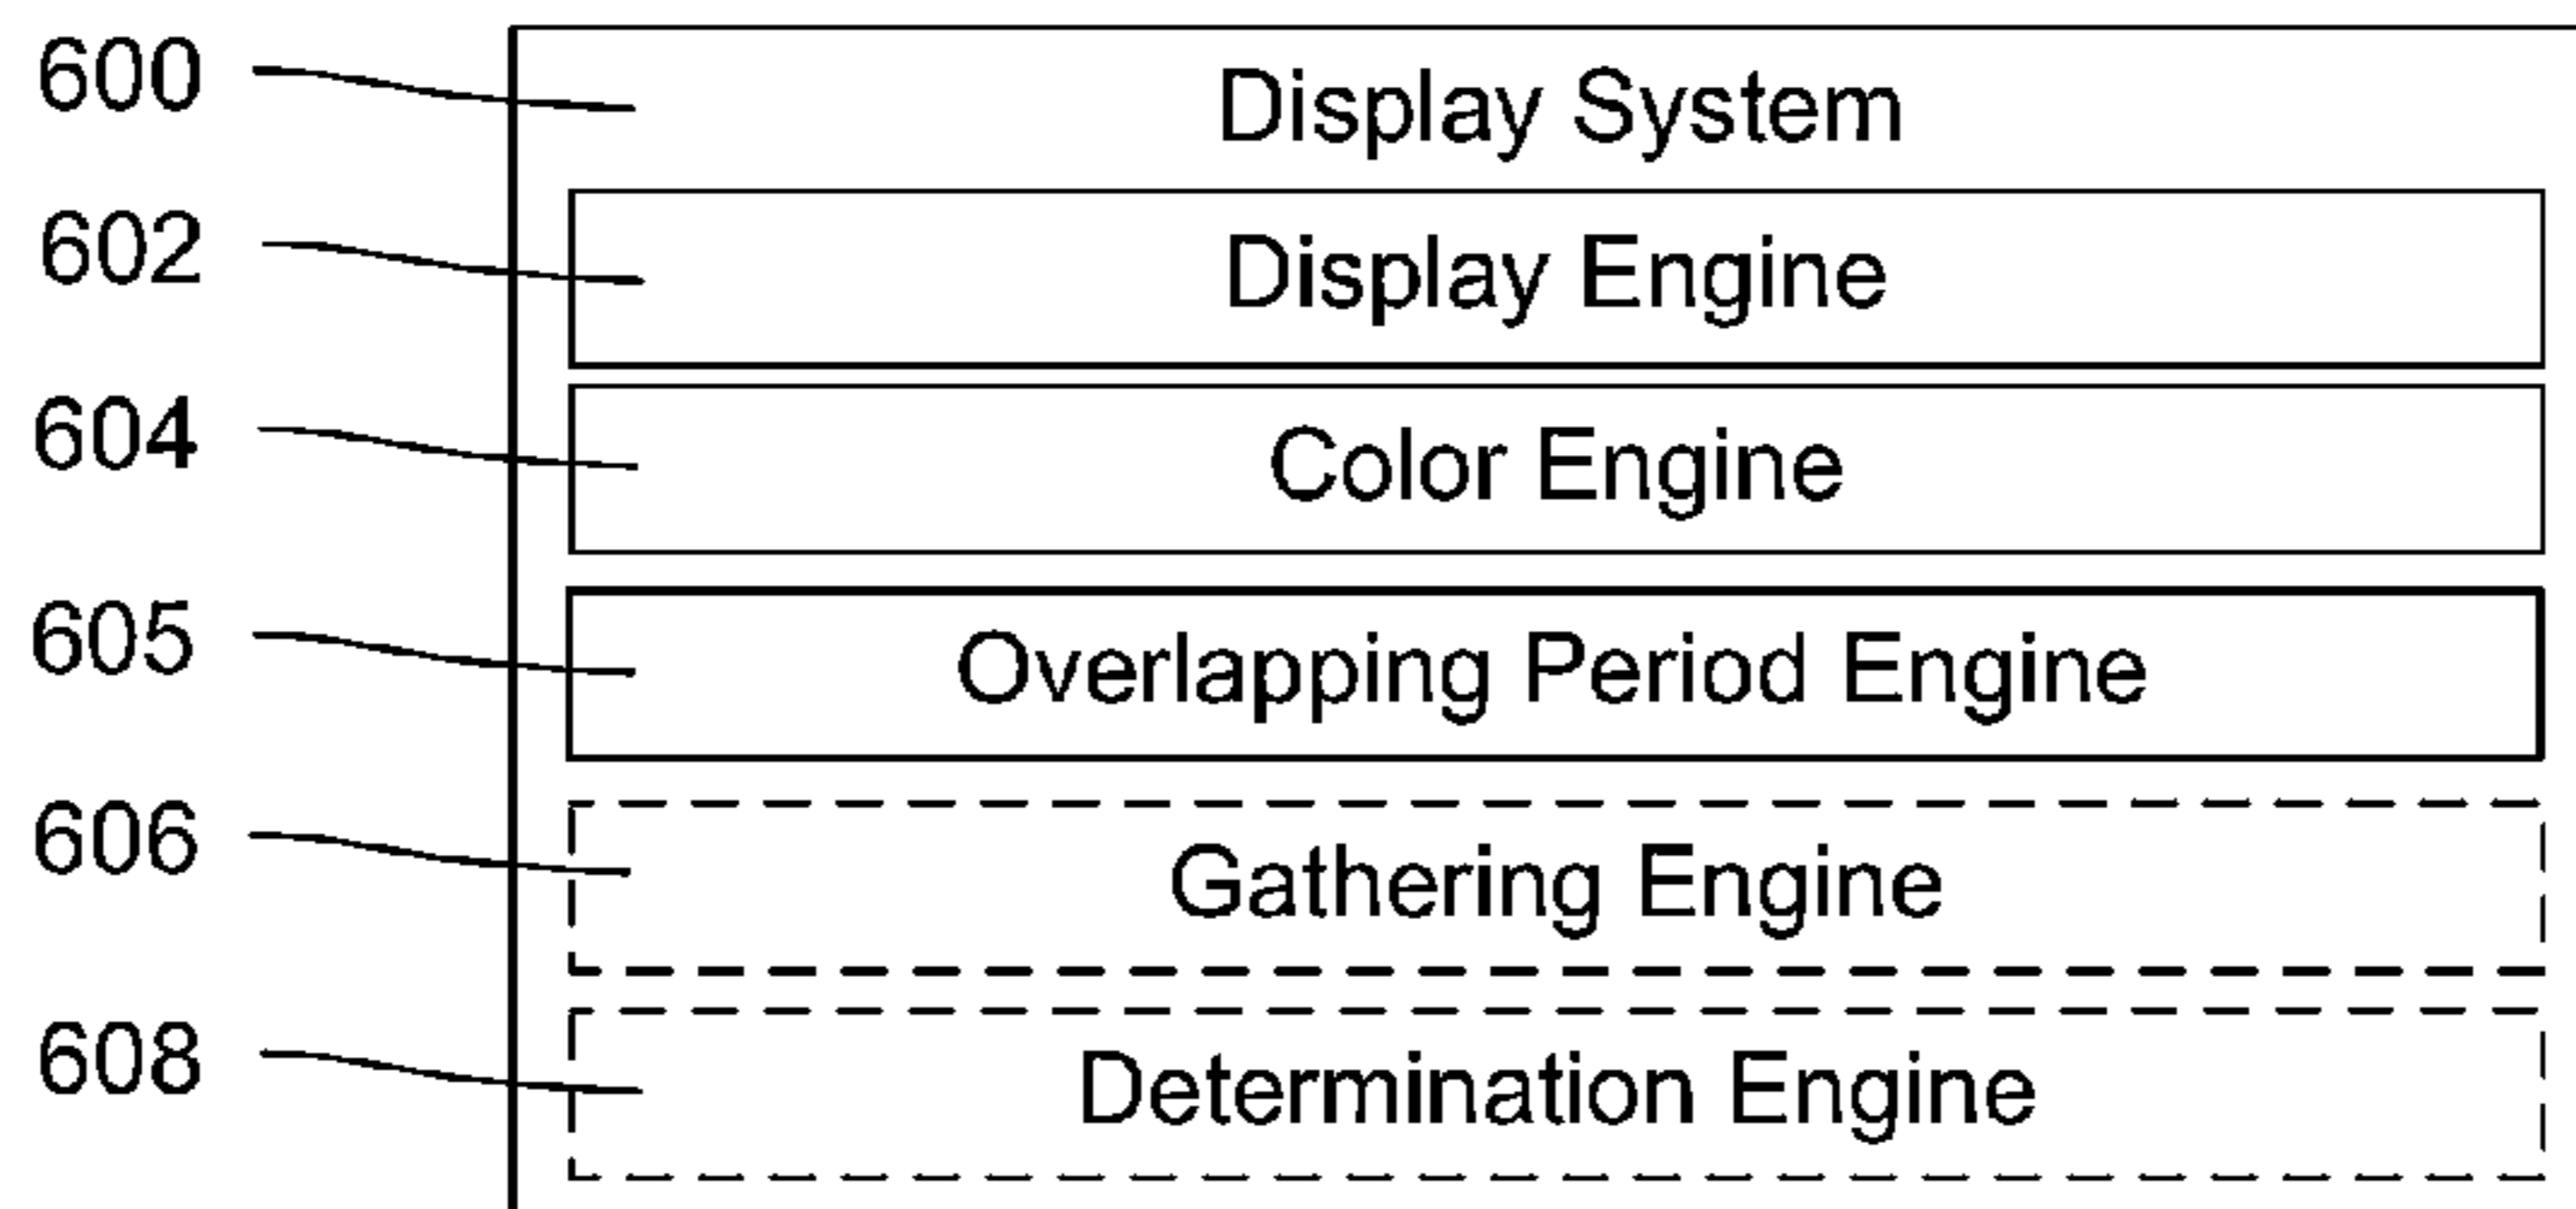 600 Display System
602 Display Engine
604 Color Engine
605 Overlapping Period Engine
606 Gathering Engine
608 Determination Engine